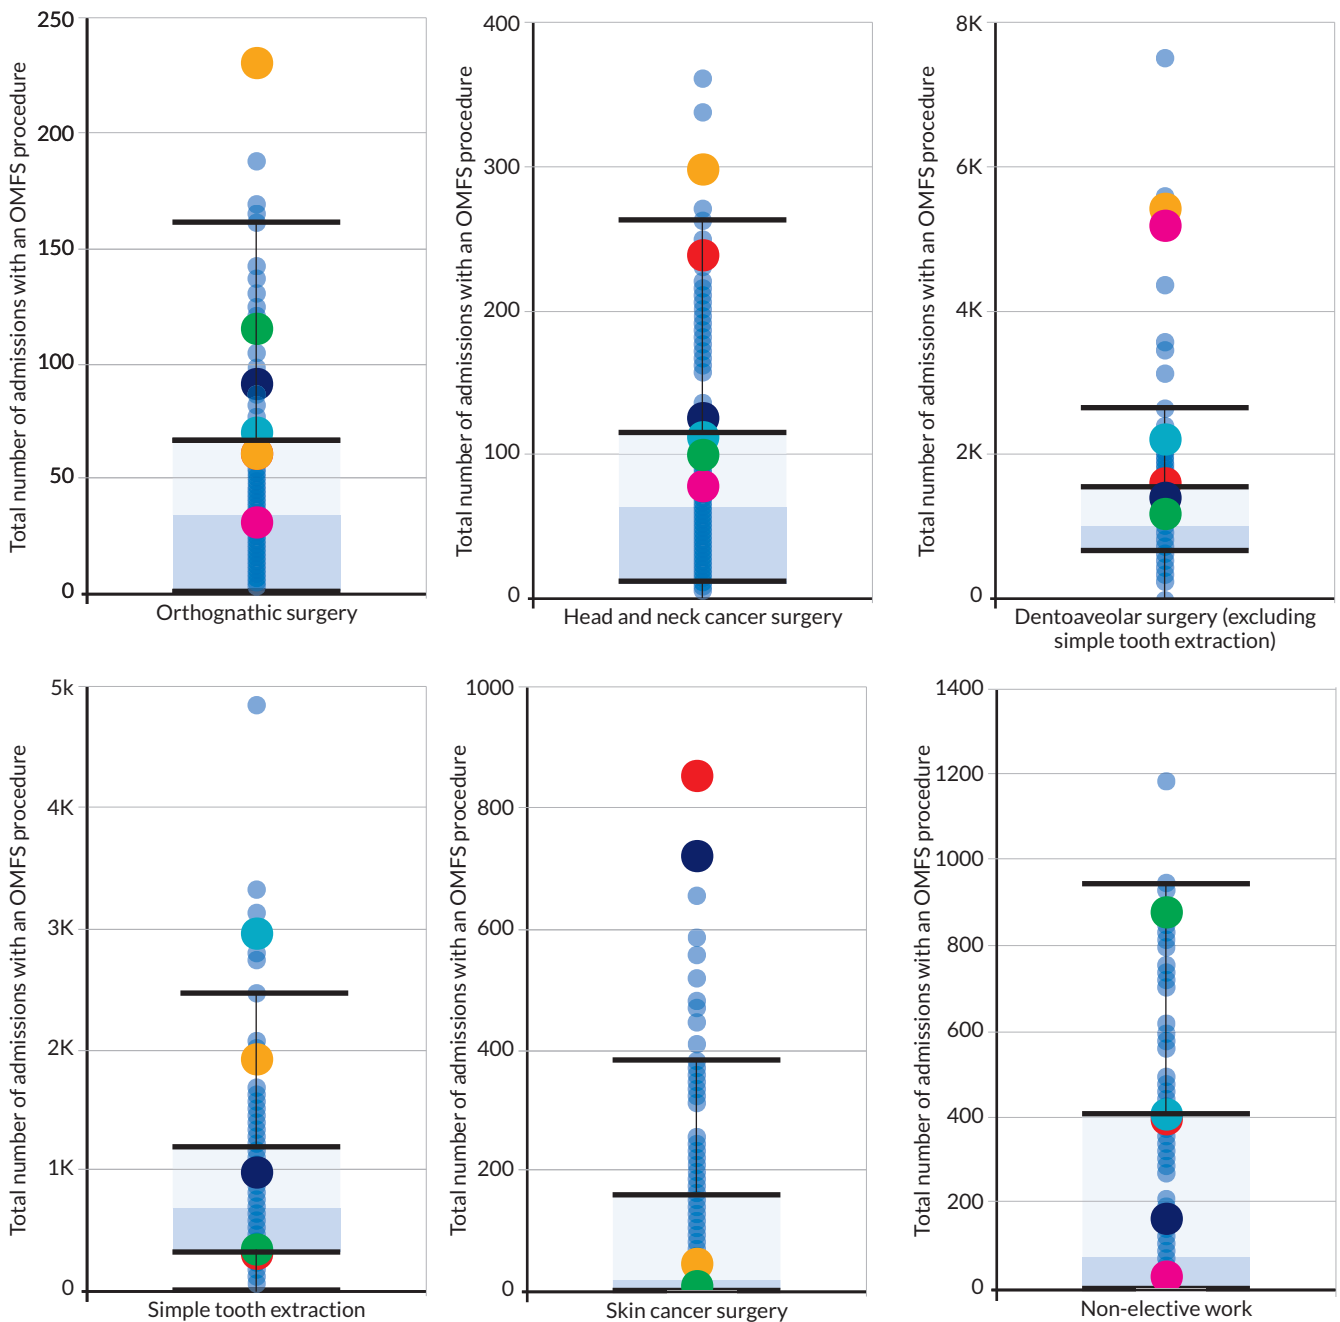 250
200
150
100
50
0
Total number of admissions with an OMFS procedure
Orthognathic surgery
400
300
200
100
0
Total number of admissions with an OMFS procedure
Head and neck cancer surgery
8K
6K
4K
2K
0
Total number of admissions with an OMFS procedure
Dentoaveolar surgery (excluding
simple tooth extraction)
5k
4K
3K
2K
1K
0
Total number of admissions with an OMFS procedure
Simple tooth extraction
1000
800
600
400
200
0
Total number of admissions with an OMFS procedure
Skin cancer surgery
1400
1200
1000
800
600
400
200
0
Total number of admissions with an OMFS procedure
Non-elective work